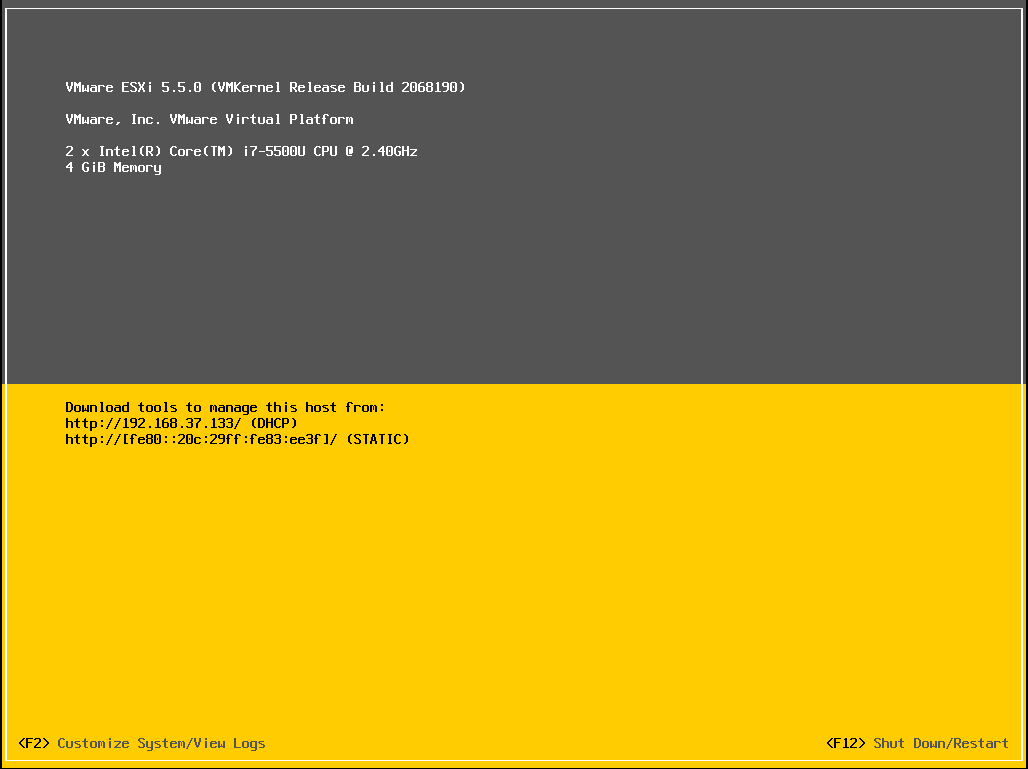 VMware ESXi 5.5.0 (VMKernel Release Build 2068190)
VMware, Inc. VMware Virtual Platform
2 x Intel(R) Core(TM) i7-5500U CPU @ 2.40GHz
4 GiB Memory
Download tools to manage this host from:
http://192.168.37.133/ (DHCP)
http://[fe80::20c:29ff:fe83:ee3f]/ (STATIC)
<F2> Customize System/View Logs
<F12> Shut Down/Restart